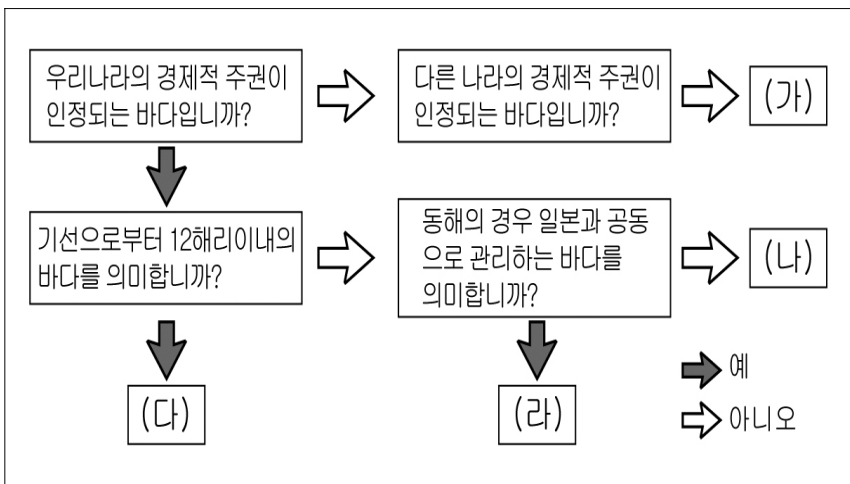 우리나라의 경제적 주권이
인정되는 바다입니까?
다른 나라의 경제적 주권이
인정되는 바다입니까?
(가)
기선으로부터 12해리이내의
바다를 의미합니까?
동해의 경우 일본과 공동
으로 관리하는 바다를
의미합니까?
(나)
(다)
(라)
예
아니오